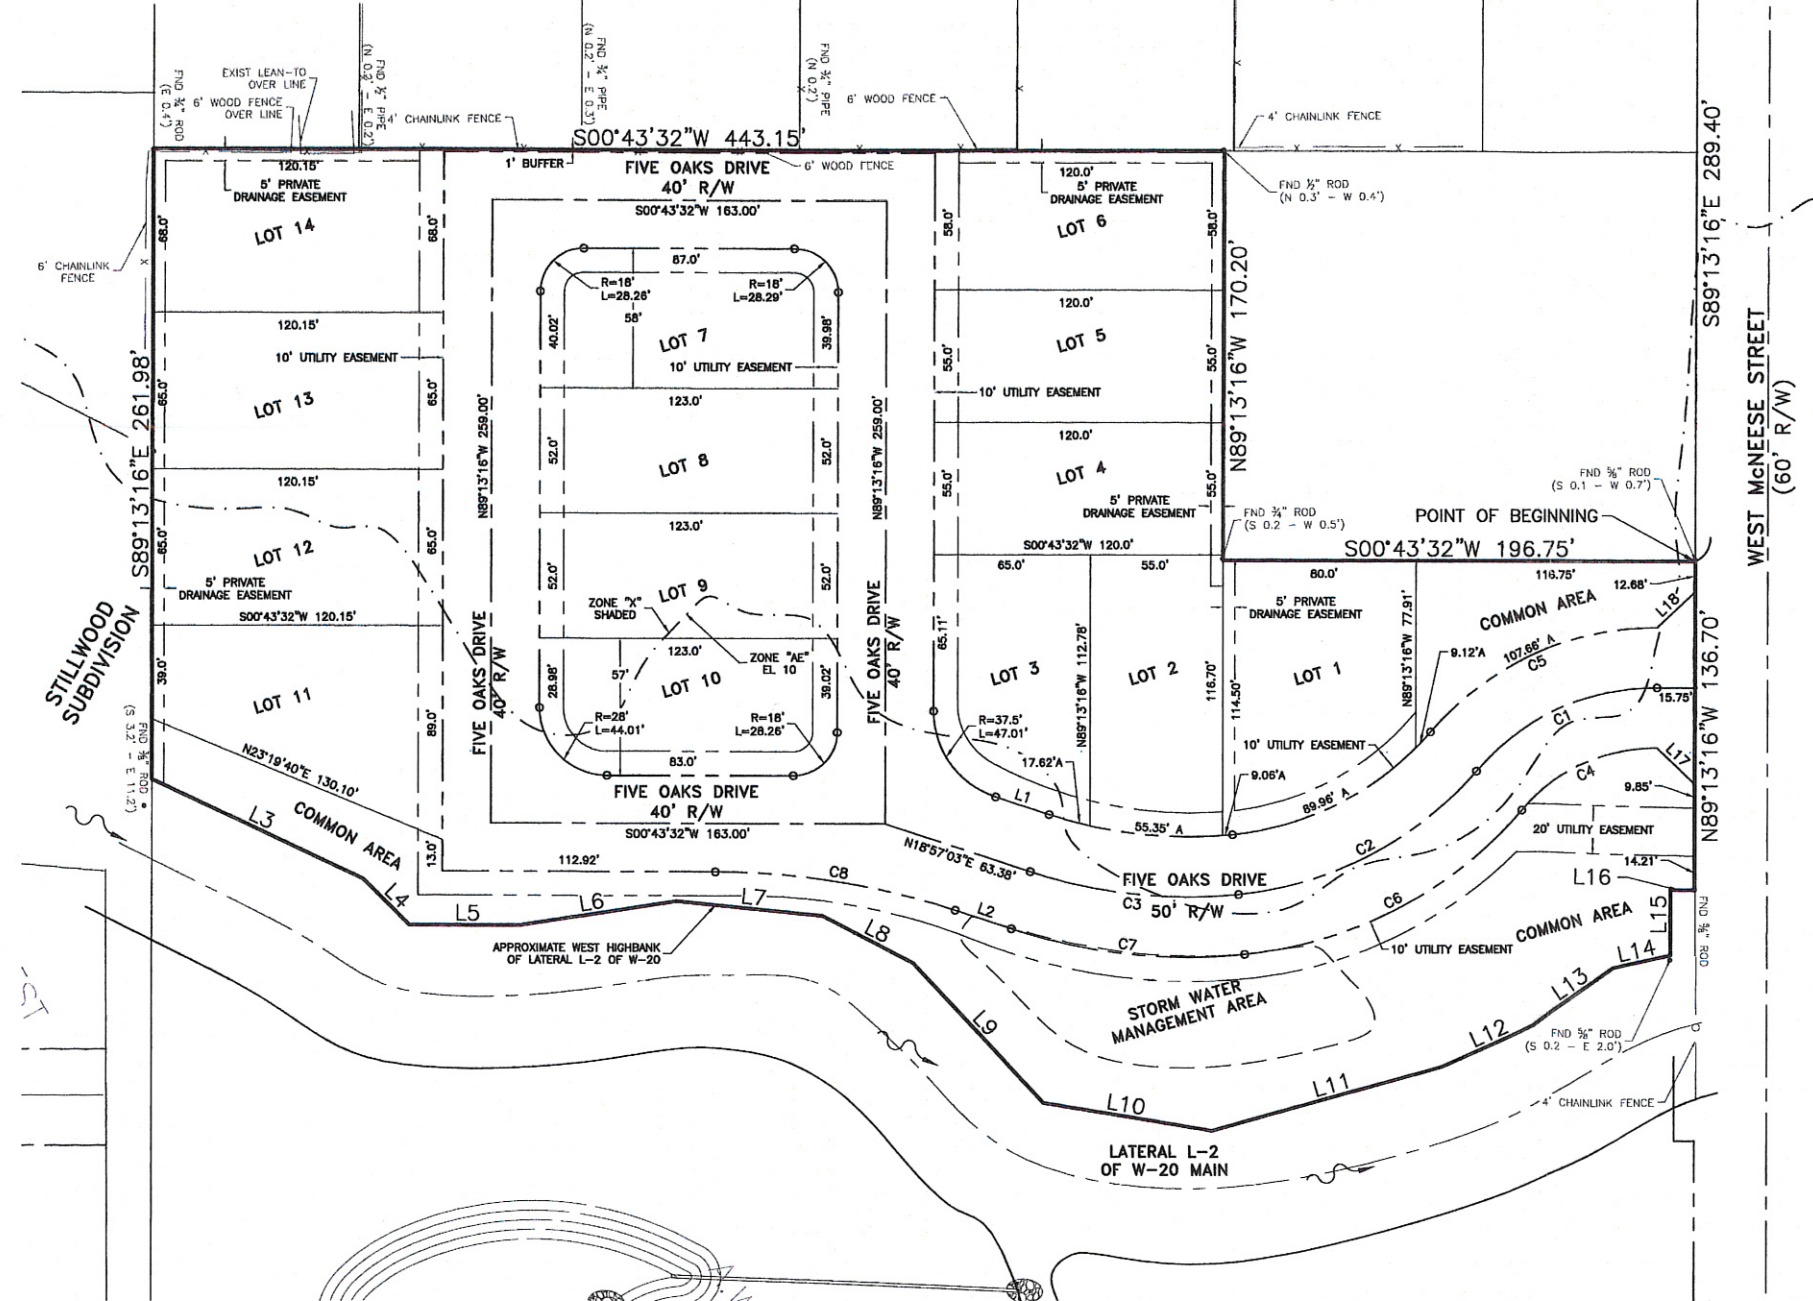 FND ¾" ROD
(E 0.4')
EXIST LEAN-TO
OVER LINE
6' WOOD FENCE
OVER LINE
FND ½" PIPE
(N 0.2' - E 0.2')
4' CHAINLINK FENCE
FND ¾" PIPE
(N 0.2' - E 0.3')
FND ¾" PIPE
(N 0.2')
6' WOOD FENCE
4' CHAINLINK FENCE
S00°43'32"W 443.15'
1' BUFFER
6' WOOD FENCE
FIVE OAKS DRIVE
40' R/W
S00°43'32"W 163.00'
120.15'
5' PRIVATE
DRAINAGE EASEMENT
LOT 14
68.0'
68.0'
6' CHAINLINK
FENCE
120.15'
10' UTILITY EASEMENT
LOT 13
65.0'
65.0'
120.15'
LOT 12
65.0'
65.0'
5' PRIVATE
DRAINAGE EASEMENT
S00°43'32"W 120.15'
LOT 11
39.0'
89.0'
N23°19'40"E 130.10'
13.0'
S89°13'16"E 261.98'
STILLWOOD
SUBDIVISION
FND ⅜" ROD
(S 3.2' - E 11.2')
COMMON AREA
L3
L4
L5
L6
L7
L8
L9
L10
L11
L12
L13
L14
L15
L16
87.0'
R=18'
L=28.26'
R=18'
L=28.29'
58'
40.02'
39.98'
LOT 7
10' UTILITY EASEMENT
123.0'
52.0'
52.0'
LOT 8
123.0'
52.0'
52.0'
LOT 9
ZONE "X"
SHADED
123.0'
ZONE "AE"
EL 10
57'
LOT 10
28.98'
39.02'
R=28'
L=44.01'
R=18'
L=28.26'
83.0'
N89°13'16"W 259.00'
N89°13'16"W 259.00'
FIVE OAKS DRIVE
40' R/W
FIVE OAKS DRIVE
40' R/W
FIVE OAKS DRIVE
40' R/W
S00°43'32"W 163.00'
112.92'
C8
N18°57'03"E 63.38'
L2
C7
C3
FIVE OAKS DRIVE
50' R/W
APPROXIMATE WEST HIGHBANK
OF LATERAL L-2 OF W-20
120.0'
5' PRIVATE
DRAINAGE EASEMENT
58.0'
58.0'
LOT 6
120.0'
LOT 5
55.0'
55.0'
10' UTILITY EASEMENT
120.0'
LOT 4
55.0'
55.0'
5' PRIVATE
DRAINAGE EASEMENT
S00°43'32"W 120.0'
65.0'
55.0'
65.11'
LOT 3
N89°13'16"W 112.78'
LOT 2
116.70'
114.50'
R=37.5'
L=47.01'
17.62'A
L1
55.35' A
FND ½" ROD
(N 0.3' - W 0.4')
N89°13'16"W 170.20'
FND ¾" ROD
(S 0.2 - W 0.5')
FND ⅝" ROD
(S 0.1 - W 0.7')
POINT OF BEGINNING
S00°43'32"W 196.75'
80.0'
116.75'
12.68'
5' PRIVATE
DRAINAGE EASEMENT
LOT 1
N89°13'16"W 77.91'
COMMON AREA
L18
9.12'A
107.66' A
C5
15.75'
10' UTILITY EASEMENT
9.06'A
89.96' A
C1
C4
L17
9.85'
20' UTILITY EASEMENT
14.21'
C2
C6
10' UTILITY EASEMENT
COMMON AREA
STORM WATER
MANAGEMENT AREA
FND ⅝" ROD
FND ⅝" ROD
(S 0.2 - E 2.0')
4' CHAINLINK FENCE
LATERAL L-2
OF W-20 MAIN
S89°13'16"E 289.40'
N89°13'16"W 136.70'
WEST McNEESE STREET
(60' R/W)